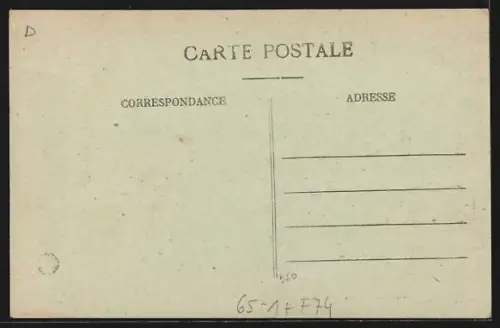 D
CARTE POSTALE
CORRESPONDANCE
ADRESSE
65-1+F74